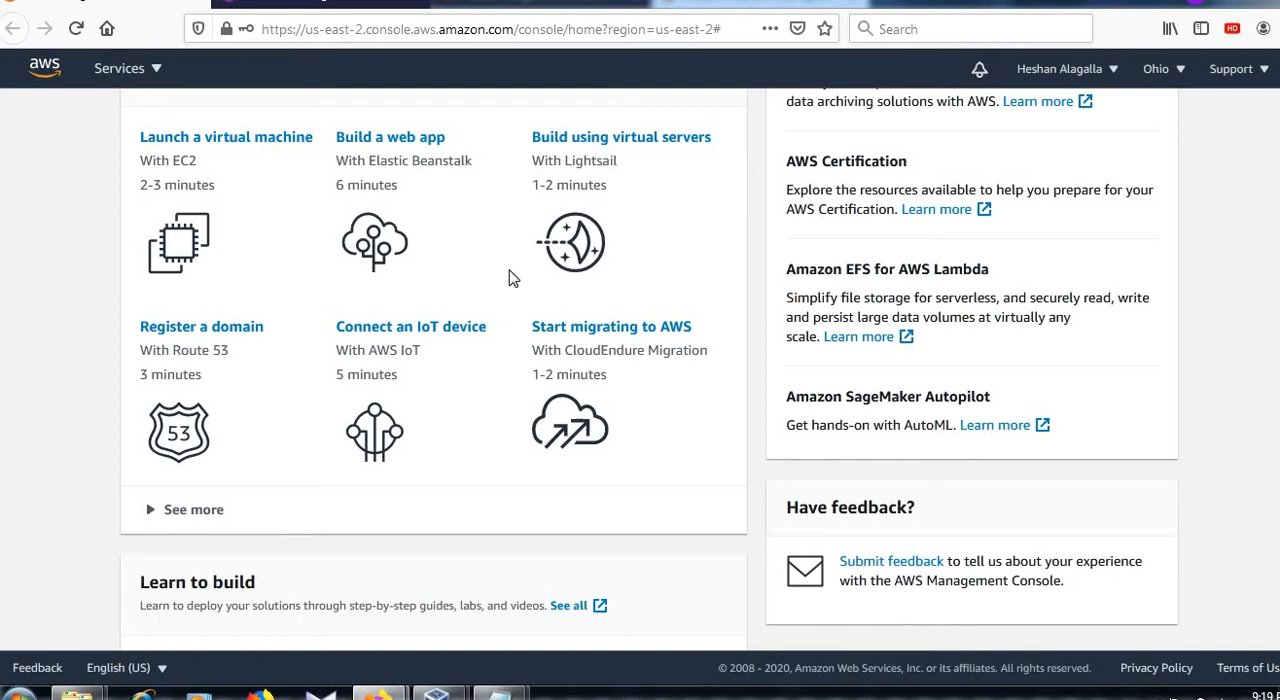 https://us-east-2.console.aws.amazon.com/console/home?region=us-east-2#
Search
HD
aws
Services
Heshan Alagalla
Ohio
Support
data archiving solutions with AWS. Learn more
Launch a virtual machine
With EC2
2-3 minutes
Build a web app
With Elastic Beanstalk
6 minutes
Build using virtual servers
With Lightsail
1-2 minutes
Register a domain
With Route 53
3 minutes
53
Connect an IoT device
With AWS IoT
5 minutes
Start migrating to AWS
With CloudEndure Migration
1-2 minutes
See more
Learn to build
Learn to deploy your solutions through step-by-step guides, labs, and videos. See all
AWS Certification
Explore the resources available to help you prepare for your
AWS Certification. Learn more
Amazon EFS for AWS Lambda
Simplify file storage for serverless, and securely read, write
and persist large data volumes at virtually any
scale. Learn more
Amazon SageMaker Autopilot
Get hands-on with AutoML. Learn more
Have feedback?
Submit feedback to tell us about your experience
with the AWS Management Console.
Feedback
English (US)
© 2008 - 2020, Amazon Web Services, Inc. or its affiliates. All rights reserved.
Privacy Policy
Terms of Us
9:19